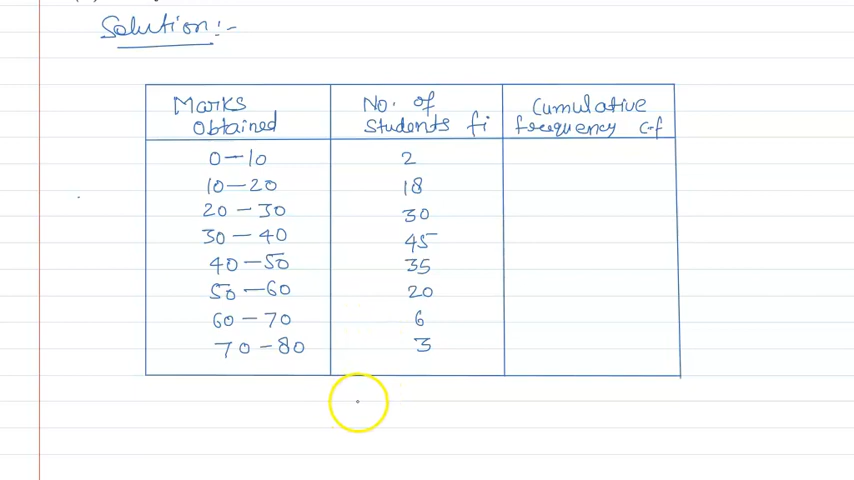 Solution:-
Marks Obtained | No. of Students fi | Cumulative frequency c.f
0-10 | 2
10-20 | 18
20-30 | 30
30-40 | 45
40-50 | 35
50-60 | 20
60-70 | 6
70-80 | 3